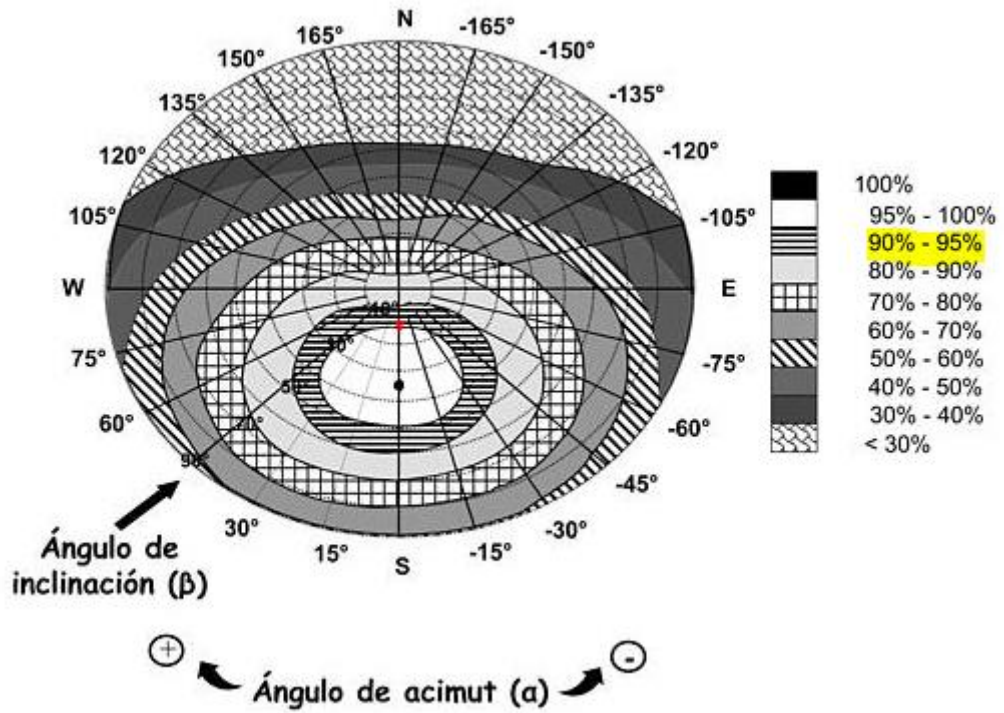 N
165°
-165°
150°
-150°
135°
-135°
120°
-120°
105°
-105°
W
E
75°
-75°
60°
-60°
-45°
30°
-30°
15°
-15°
S
10°
30°
50°
70°
90°
100%
95% - 100%
90% - 95%
80% - 90%
70% - 80%
60% - 70%
50% - 60%
40% - 50%
30% - 40%
< 30%
Ángulo de
inclinación (β)
+
Ángulo de acimut (α)
-